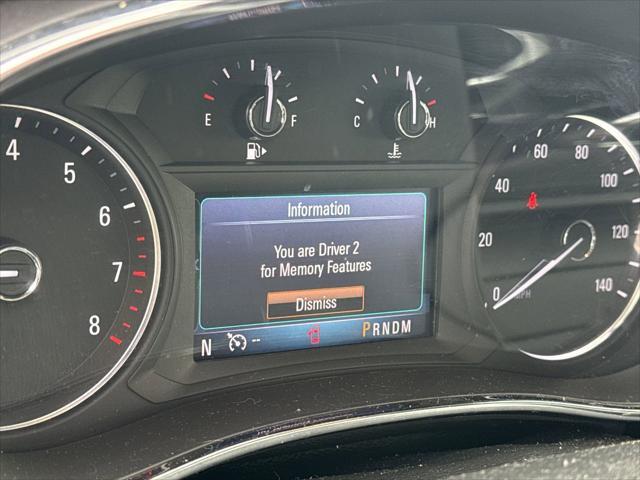 E F
C H
4
5
6
7
8
Information
You are Driver 2
for Memory Features
Dismiss
N -- PRNDM
0
20
40
60
80
100
120
140
MPH